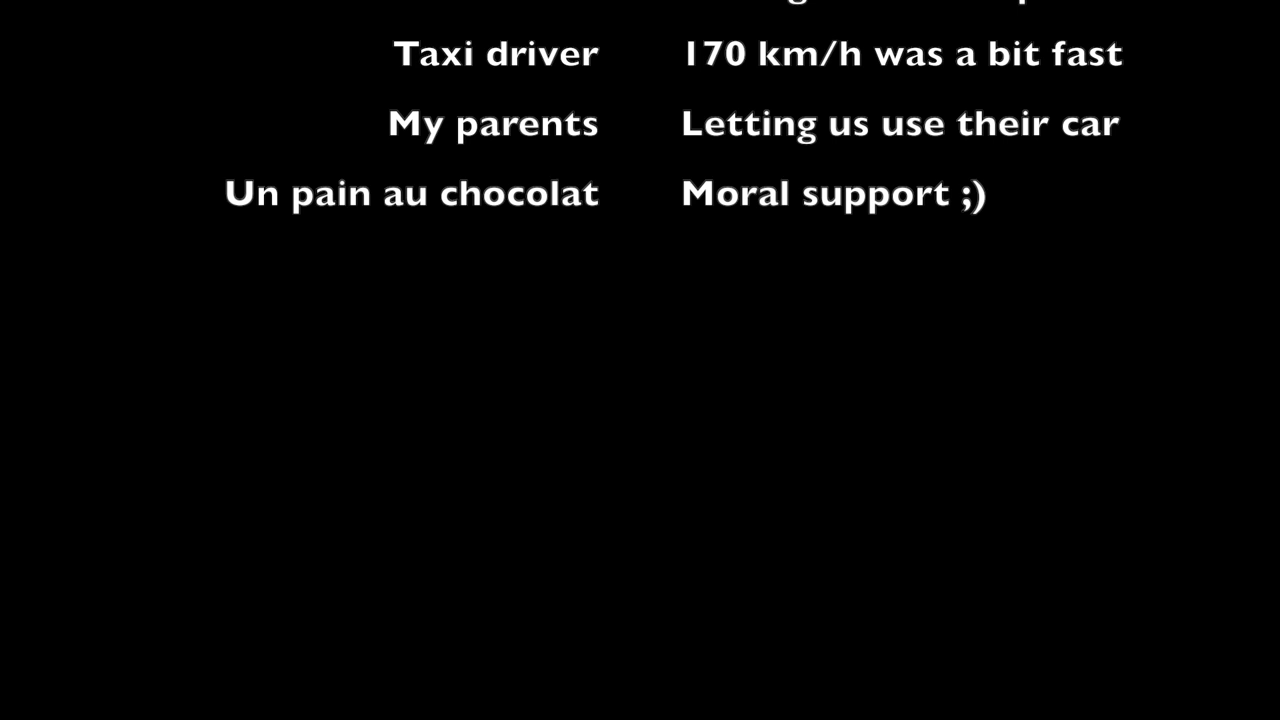 Taxi driver 170 km/h was a bit fast
My parents Letting us use their car
Un pain au chocolat Moral support ;)